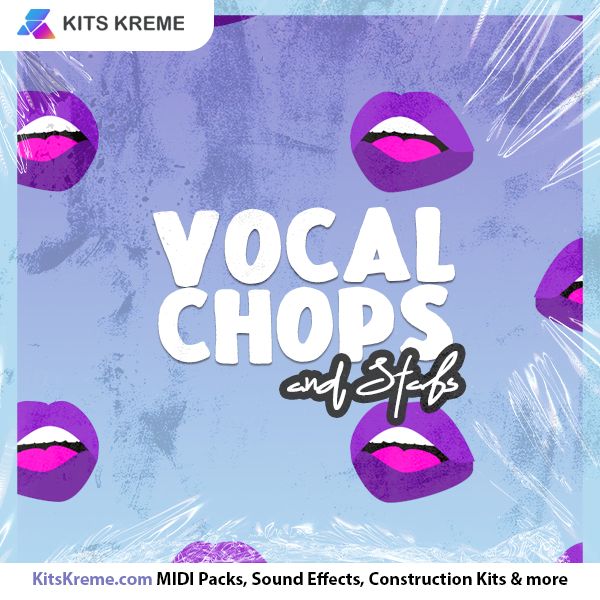 KITS KREME
VOCAL
CHOPS
and Stabs
KitsKreme.com MIDI Packs, Sound Effects, Construction Kits & more